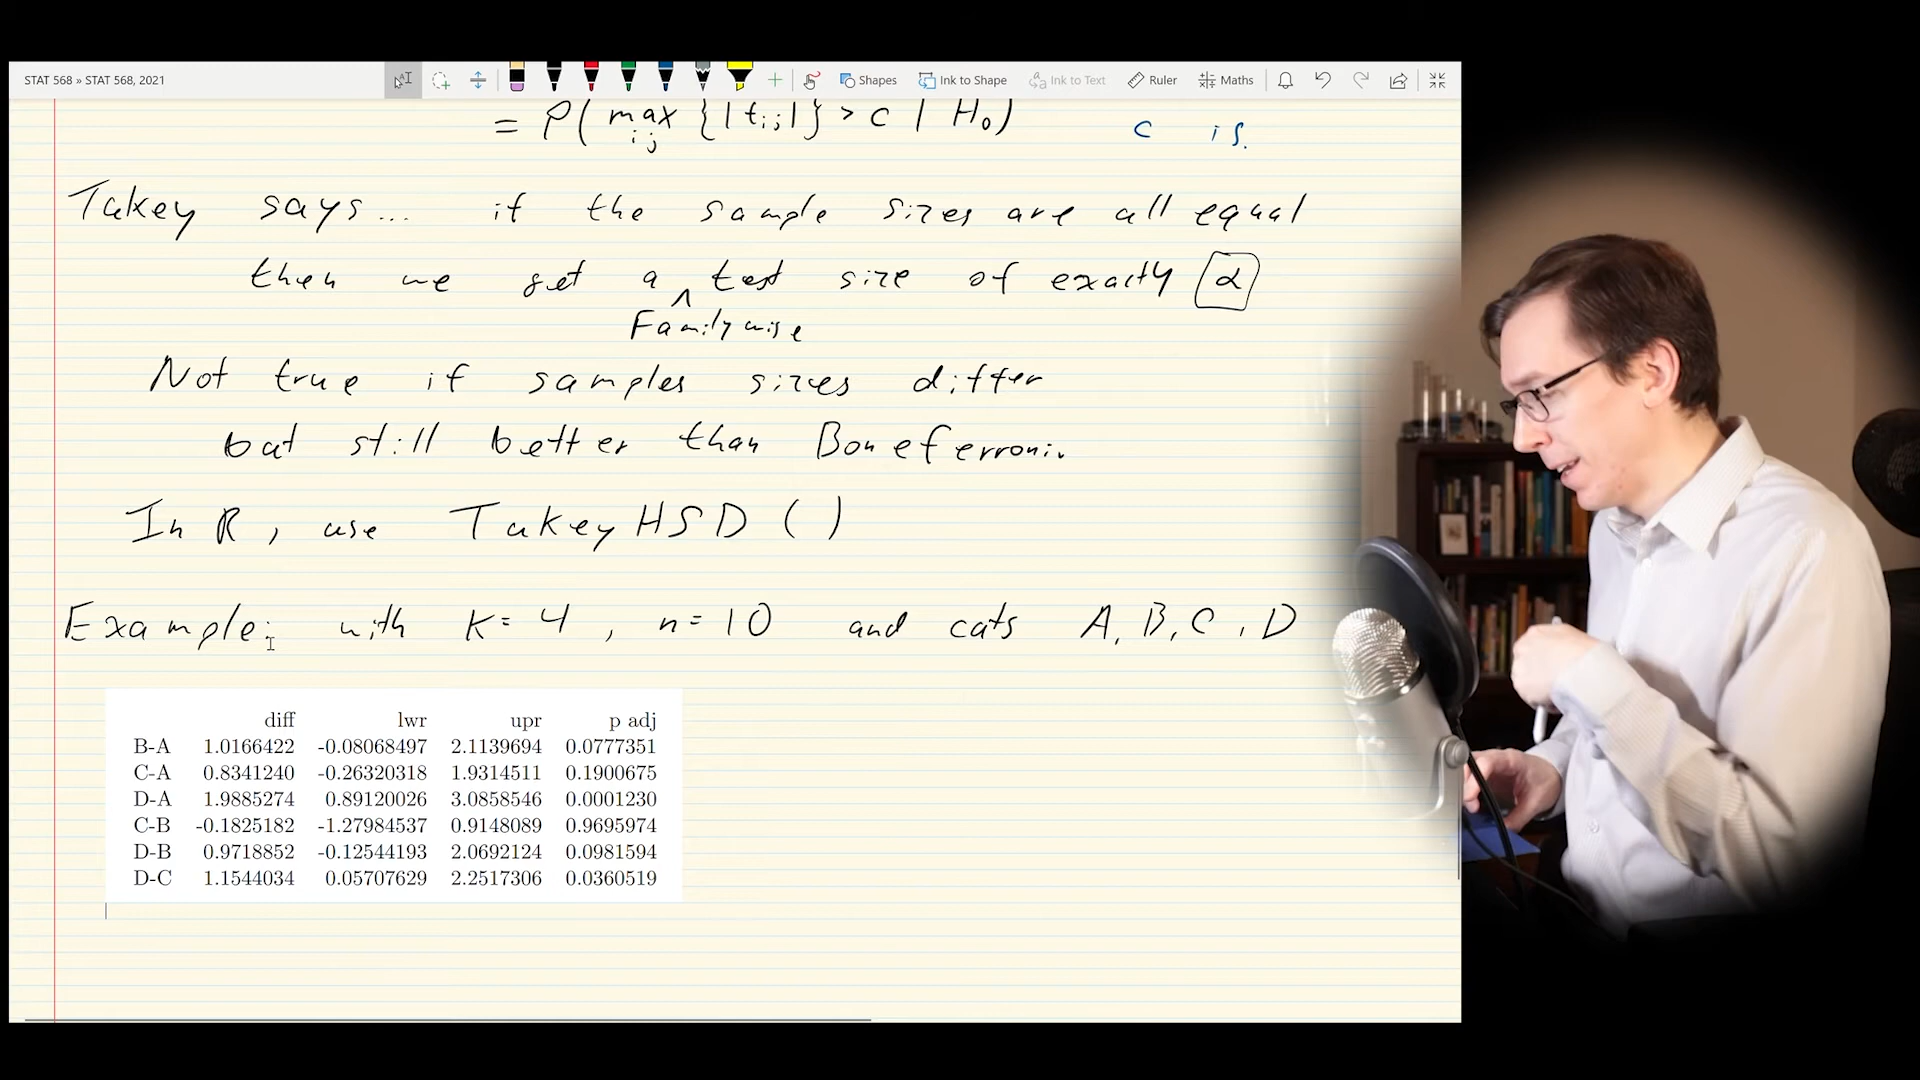 STAT 568 » STAT 568, 2021
Shapes Ink to Shape Ink to Text Ruler Maths
= P( max {|tij|} > c | H0) c is.
ij
Tukey says... if the sample sizes are all equal
then we get a test size of exactly α
^
Familywise
Not true if samples sizes differ
but still better than Boneferroni.
In R, use TukeyHSD ( )
Example: with K=4, n=10 and cats A, B, C, D
diff lwr upr p adj
B-A 1.0166422 -0.08068497 2.1139694 0.0777351
C-A 0.8341240 -0.26320318 1.9314511 0.1900675
D-A 1.9885274 0.89120026 3.0858546 0.0001230
C-B -0.1825182 -1.27984537 0.9148089 0.9695974
D-B 0.9718852 -0.12544193 2.0692124 0.0981594
D-C 1.1544034 0.05707629 2.2517306 0.0360519